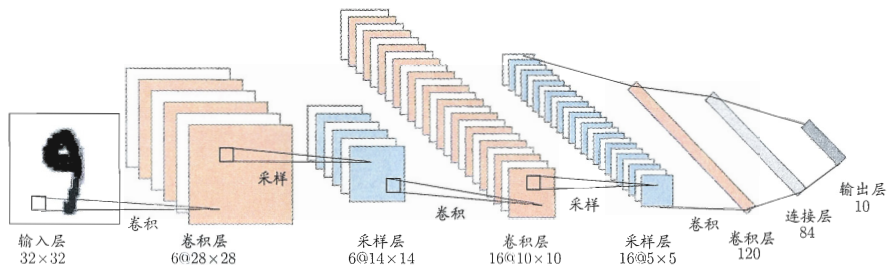 采样
卷积
卷积
采样
卷积
输入层
32×32
卷积层
6@28×28
采样层
6@14×14
卷积层
16@10×10
采样层
16@5×5
卷积层
120
连接层
84
输出层
10